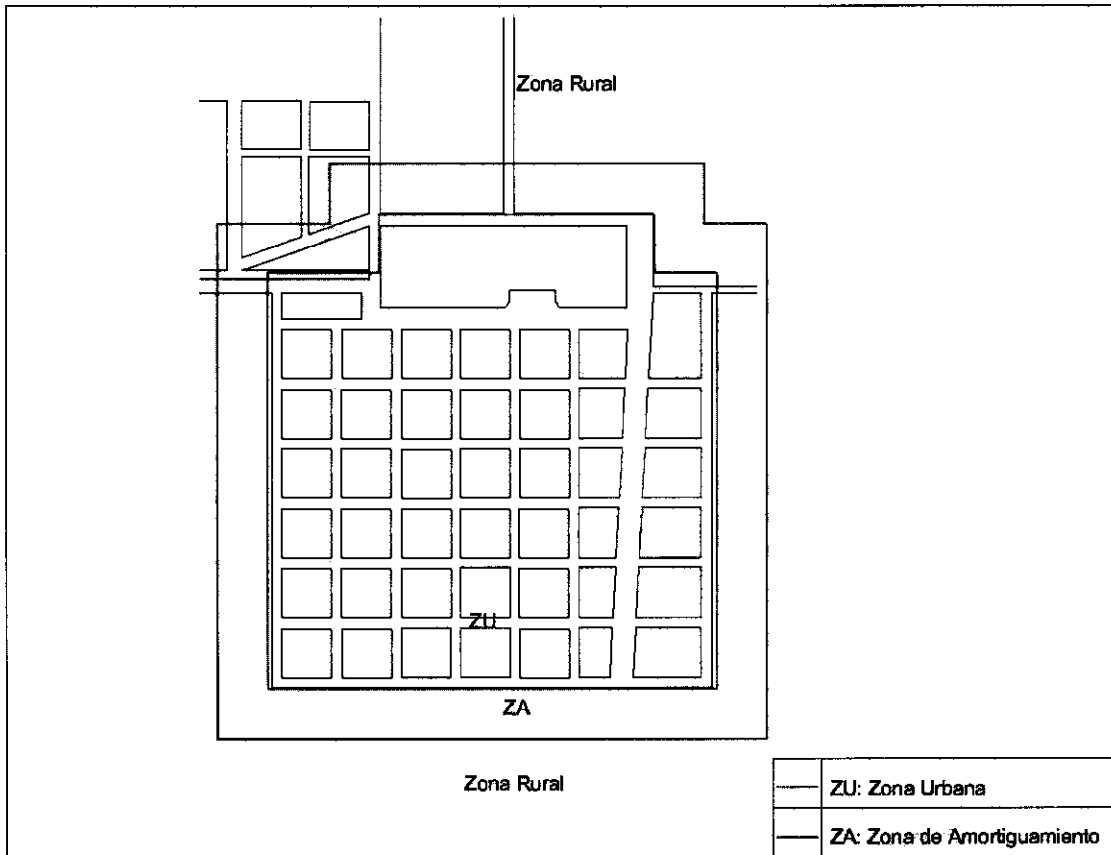 Zona Rural
ZU
ZA
Zona Rural
ZU: Zona Urbana
ZA: Zona de Amortiguamiento